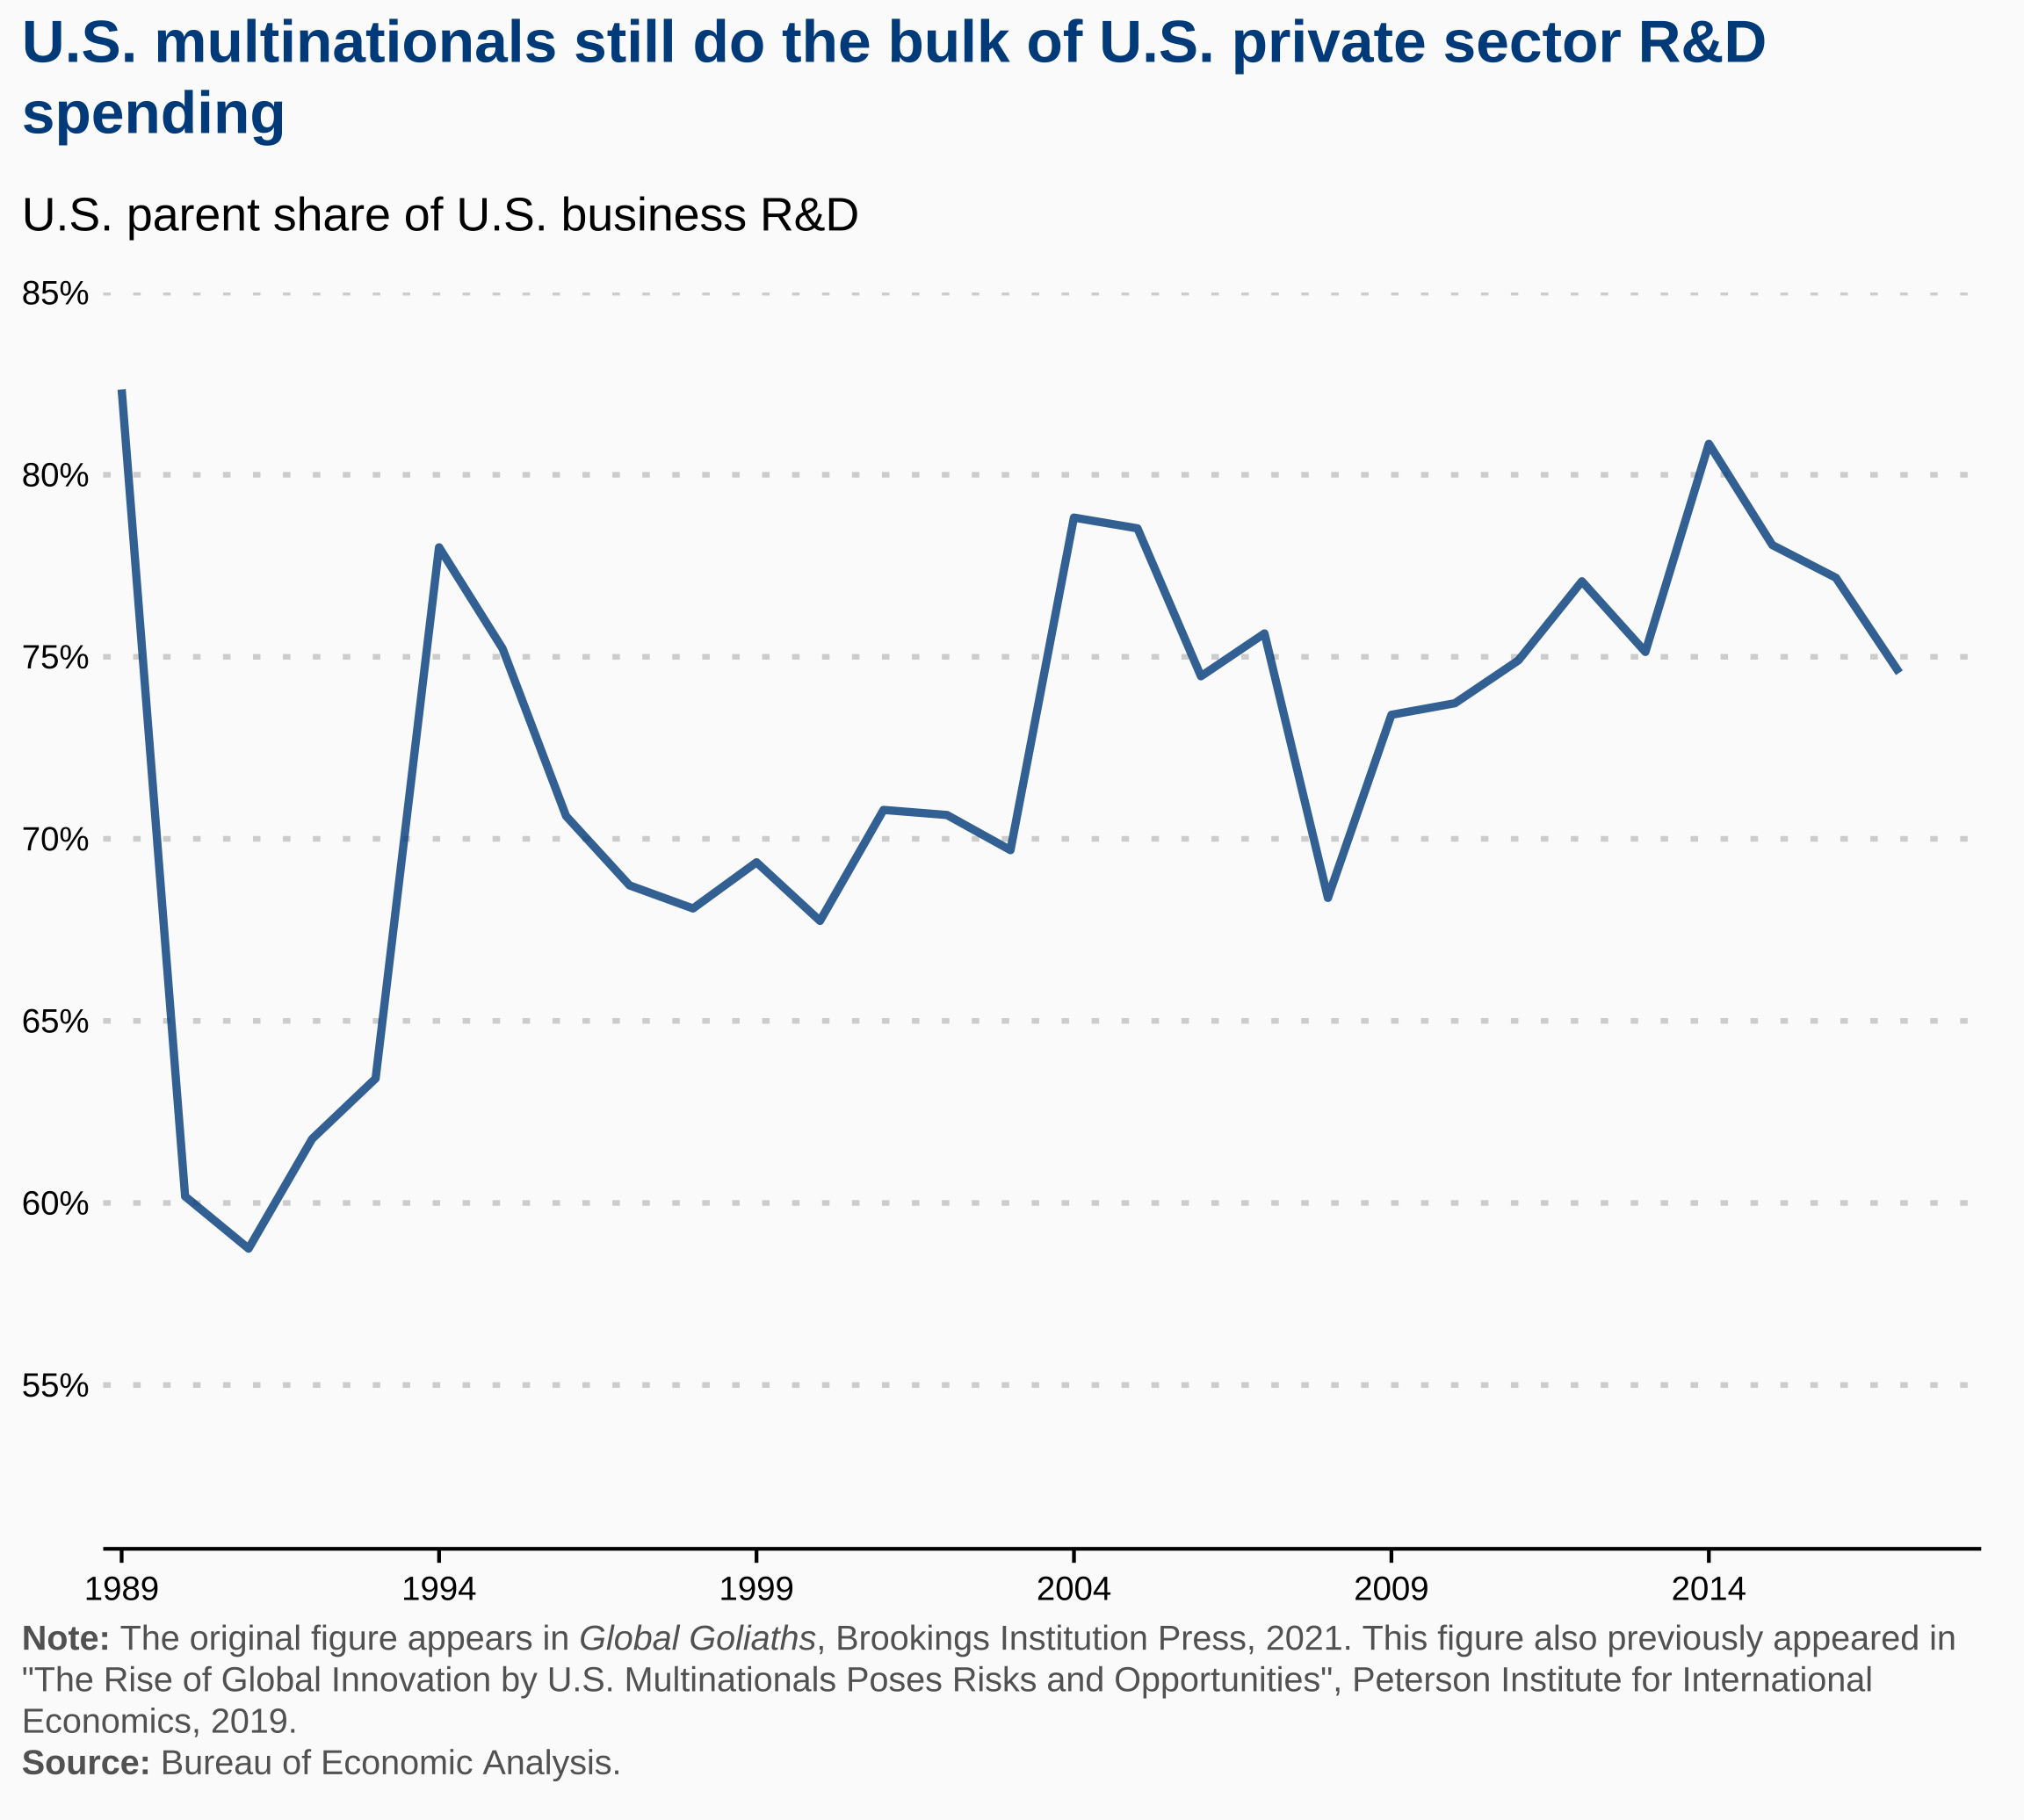 U.S. multinationals still do the bulk of U.S. private sector R&D
spending
U.S. parent share of U.S. business R&D
85%
80%
75%
70%
65%
60%
55%
1989 1994 1999 2004 2009 2014
Note: The original figure appears in Global Goliaths, Brookings Institution Press, 2021. This figure also previously appeared in
"The Rise of Global Innovation by U.S. Multinationals Poses Risks and Opportunities", Peterson Institute for International
Economics, 2019.
Source: Bureau of Economic Analysis.